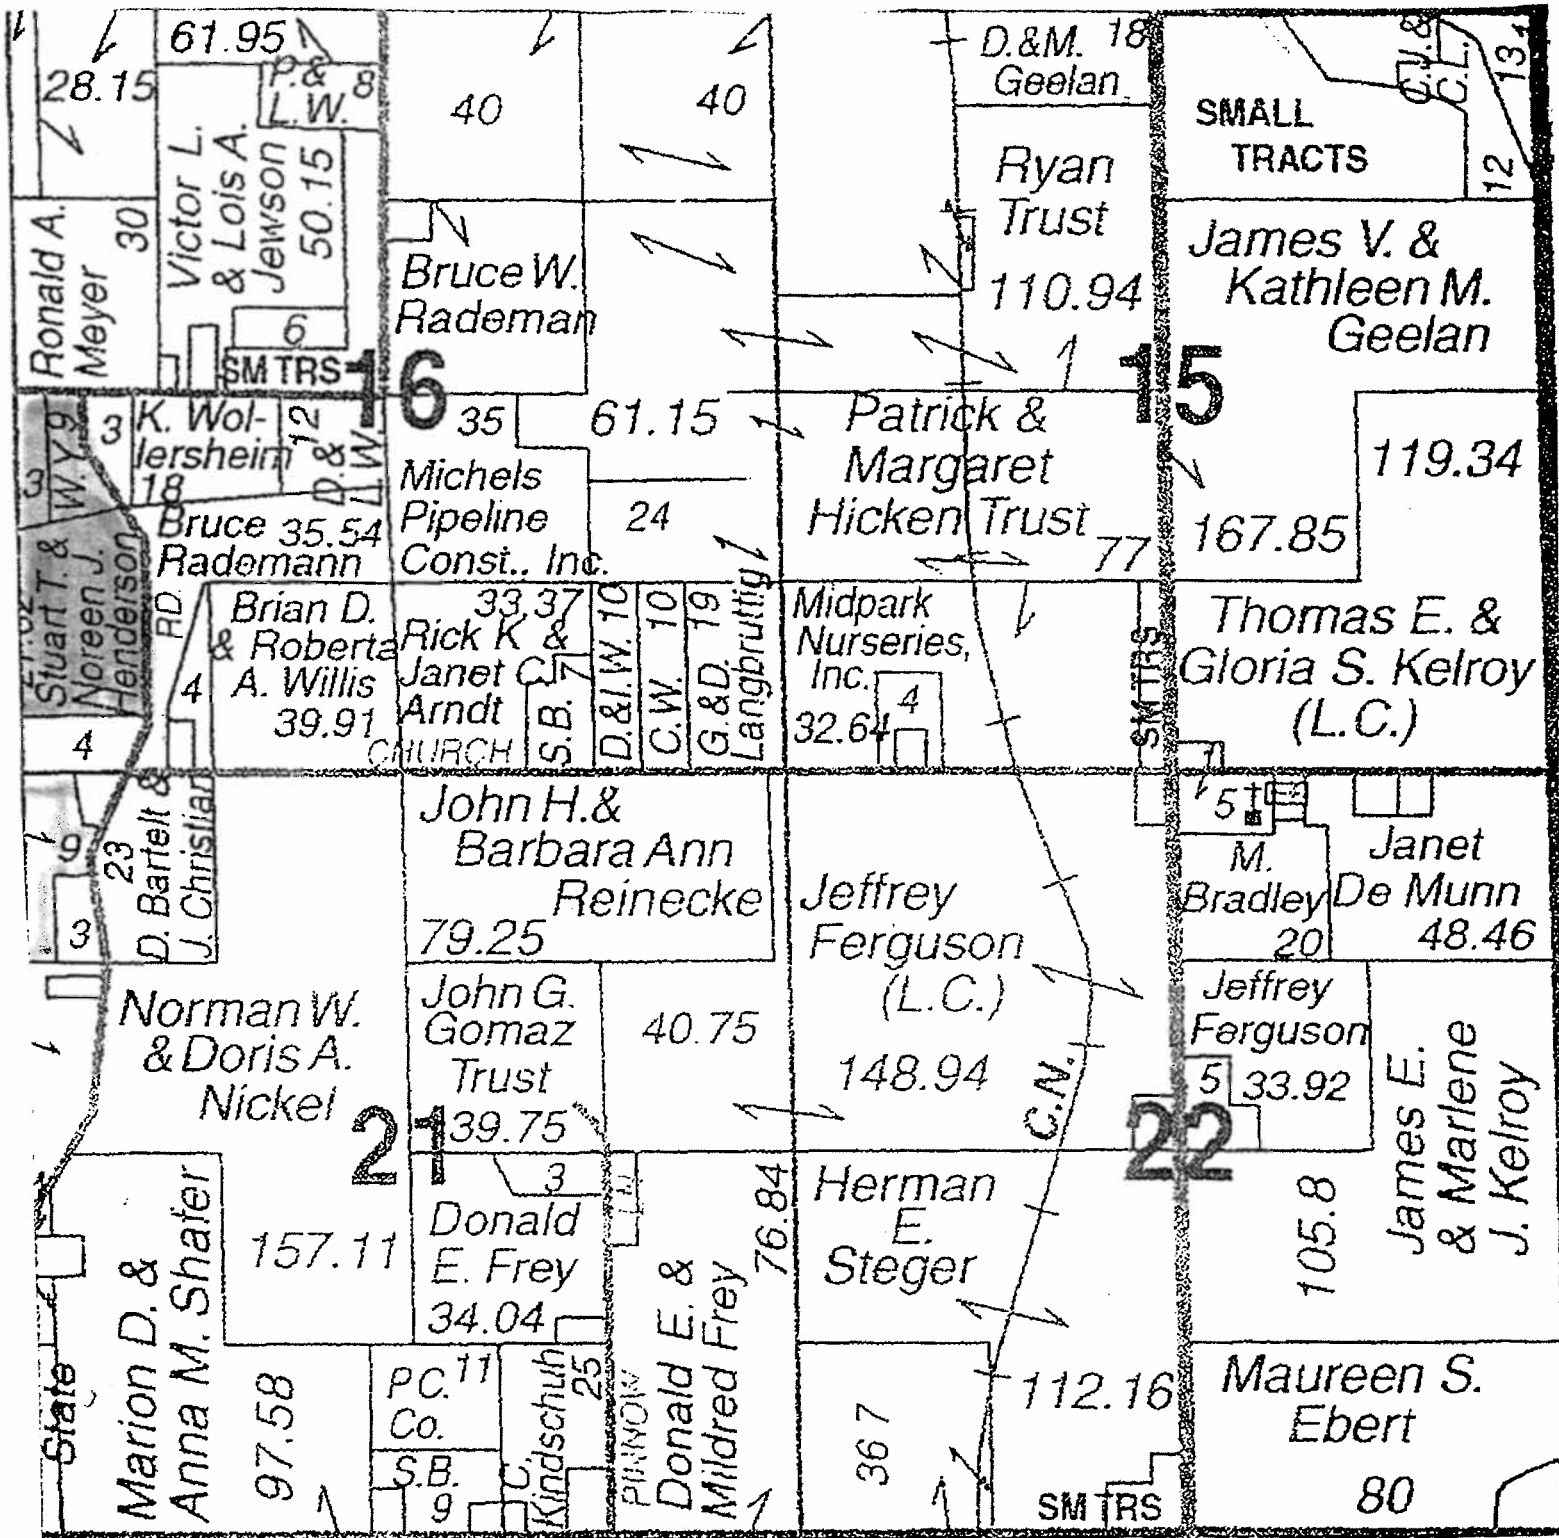 61.95
28.15
P. &
L. W.
8
40
40
D.&M. 18
Geelan
SMALL
TRACTS
C.J.&
C.L.
13
12
Ronald A.
Meyer
30
Victor L.
& Lois A.
Jewson
50.15
6
SM TRS
16
Bruce W.
Rademan
Ryan
Trust
110.94
James V. &
Kathleen M.
Geelan
15
3
W.Y. 9
3
K. Wol-
lersheim
18
12
D. &
L. W.
35
Michels
Pipeline
Const.. Inc.
61.15
24
Patrick &
Margaret
Hicken Trust
77
167.85
119.34
Bruce 35.54
Rademann
Stuart T. &
Noreen J.
Henderson
RD.
4
4
Brian D.
& Roberta
A. Willis
39.91
33.37
Rick K &
Janet C.
Arndt
CHURCH
S.B. 7
D.&I.W. 10
C.W. 10
G.&D. 19
Langbruttig
Midpark
Nurseries,
Inc.
32.64
4
SM TRS
Thomas E. &
Gloria S. Kelroy
(L.C.)
1
9
3
23
D. Bartelt &
J. Christian
John H.&
Barbara Ann
Reinecke
79.25
Jeffrey
Ferguson
(L.C.)
148.94
5
M.
Bradley
20
Janet
De Munn
48.46
Norman W.
& Doris A.
Nickel
21
John G.
Gomaz
Trust
39.75
40.75
C.N.
22
Jeffrey
Ferguson
5
33.92
James E.
& Marlene
J. Kelroy
105.8
157.11
3
Donald
E. Frey
34.04
76.84
Herman
E.
Steger
112.16
State
Marion D. &
Anna M. Shafer
97.58
P.C. 11
Co.
S.B.
9
C.
Kindschuh
25
PINNOW
Donald E. &
Mildred Frey
36 7
SM TRS
Maureen S.
Ebert
80